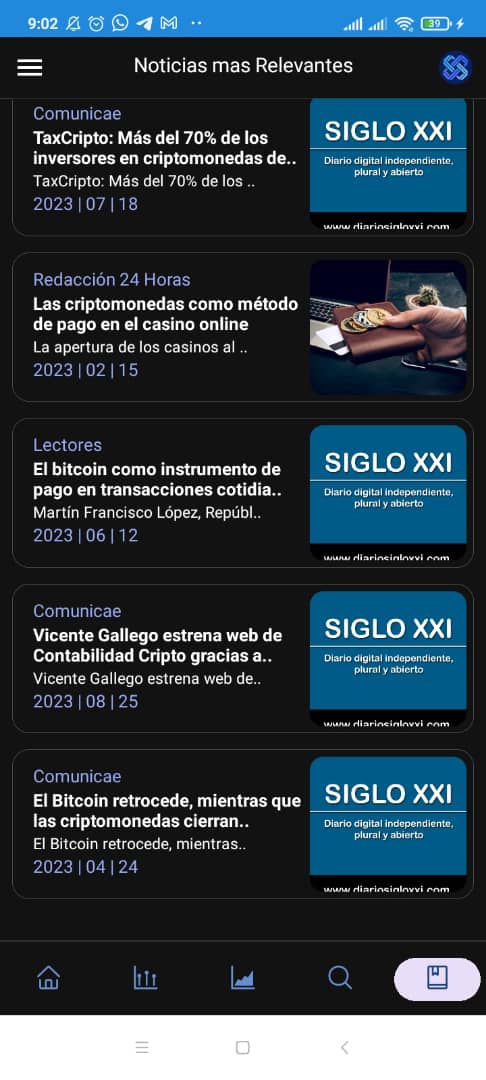 9:02
39
Noticias mas Relevantes
Comunicae
TaxCripto: Más del 70% de los
inversores en criptomonedas de..
TaxCripto: Más del 70% de los ..
2023 | 07 | 18
SIGLO XXI
Diario digital independiente,
plural y abierto
www.diariosigloxxi.com
Redacción 24 Horas
Las criptomonedas como método
de pago en el casino online
La apertura de los casinos al ..
2023 | 02 | 15
Lectores
El bitcoin como instrumento de
pago en transacciones cotidia..
Martín Francisco López, Repúbl..
2023 | 06 | 12
SIGLO XXI
Diario digital independiente,
plural y abierto
www.diariosigloxxi.com
Comunicae
Vicente Gallego estrena web de
Contabilidad Cripto gracias a..
Vicente Gallego estrena web de..
2023 | 08 | 25
SIGLO XXI
Diario digital independiente,
plural y abierto
www.diariosigloxxi.com
Comunicae
El Bitcoin retrocede, mientras que
las criptomonedas cierran..
El Bitcoin retrocede, mientras..
2023 | 04 | 24
SIGLO XXI
Diario digital independiente,
plural y abierto
www.diariosigloxxi.com